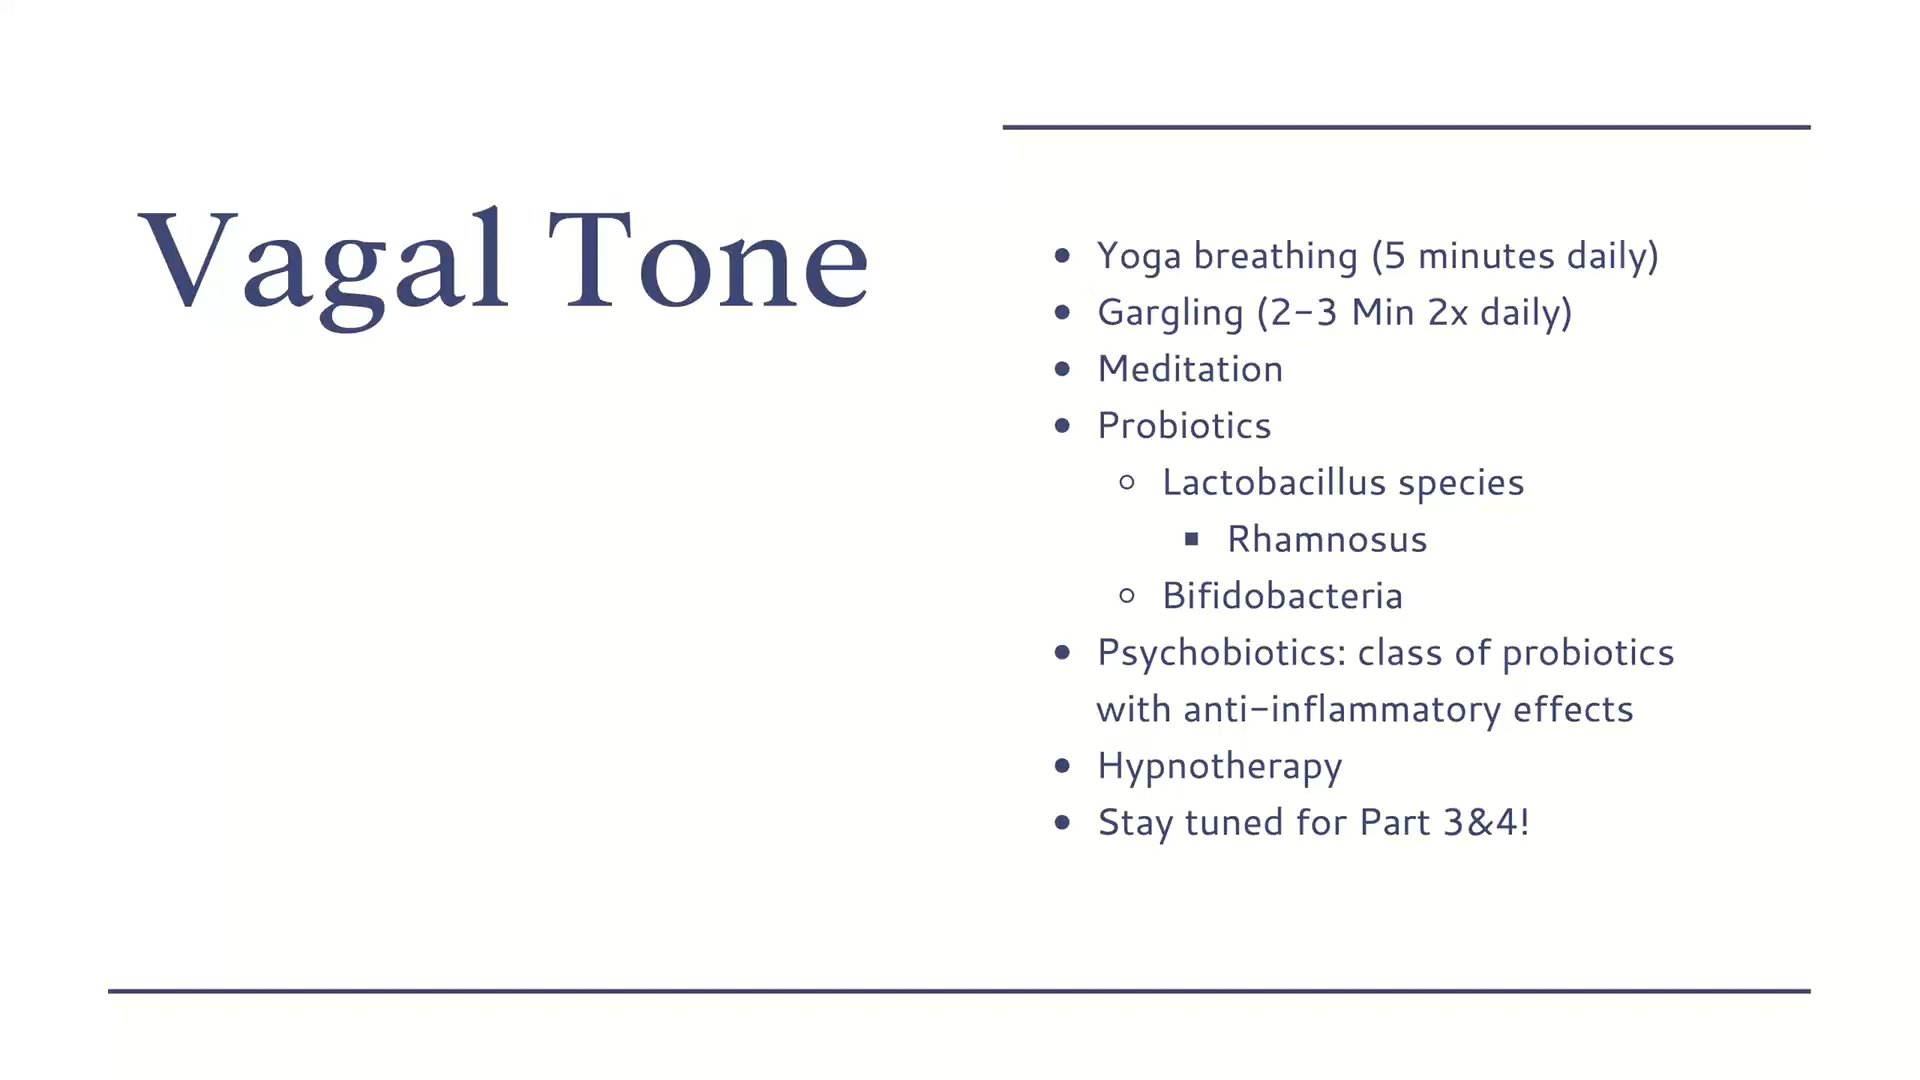 Vagal Tone
• Yoga breathing (5 minutes daily)
• Gargling (2-3 Min 2x daily)
• Meditation
• Probiotics
◦ Lactobacillus species
▪ Rhamnosus
◦ Bifidobacteria
• Psychobiotics: class of probiotics
with anti-inflammatory effects
• Hypnotherapy
• Stay tuned for Part 3&4!